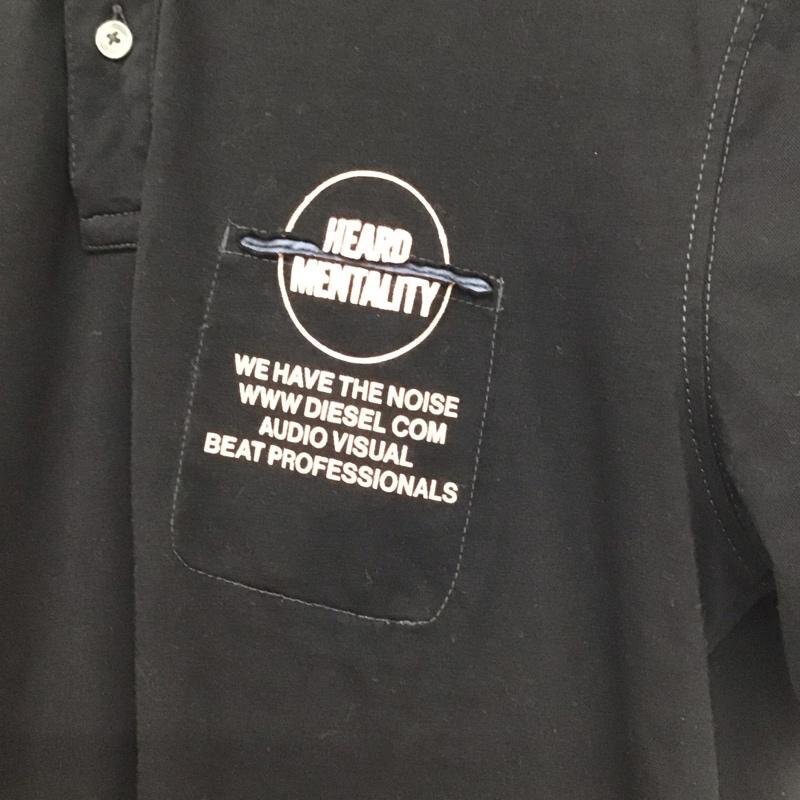 HEARD
MENTALITY
WE HAVE THE NOISE
WWW DIESEL COM
AUDIO VISUAL
BEAT PROFESSIONALS